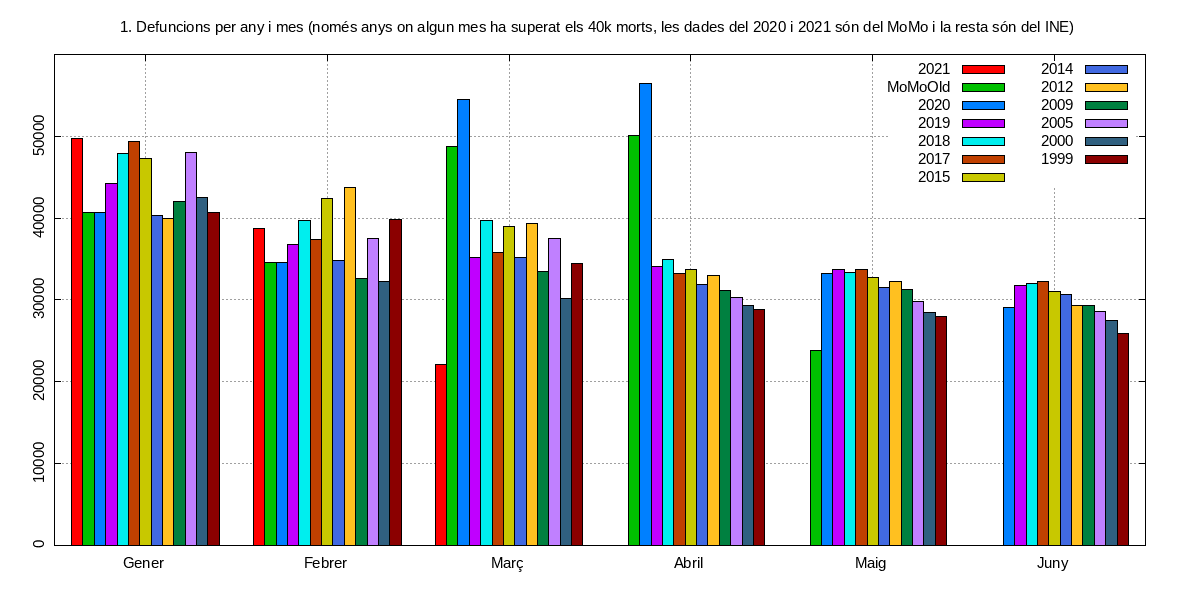 1. Defuncions per any i mes (només anys on algun mes ha superat els 40k morts, les dades del 2020 i 2021 són del MoMo i la resta són del INE)
2021
MoMoOld
2020
2019
2018
2017
2015
2014
2012
2009
2005
2000
1999
50000
40000
30000
20000
10000
0
Gener
Febrer
Març
Abril
Maig
Juny